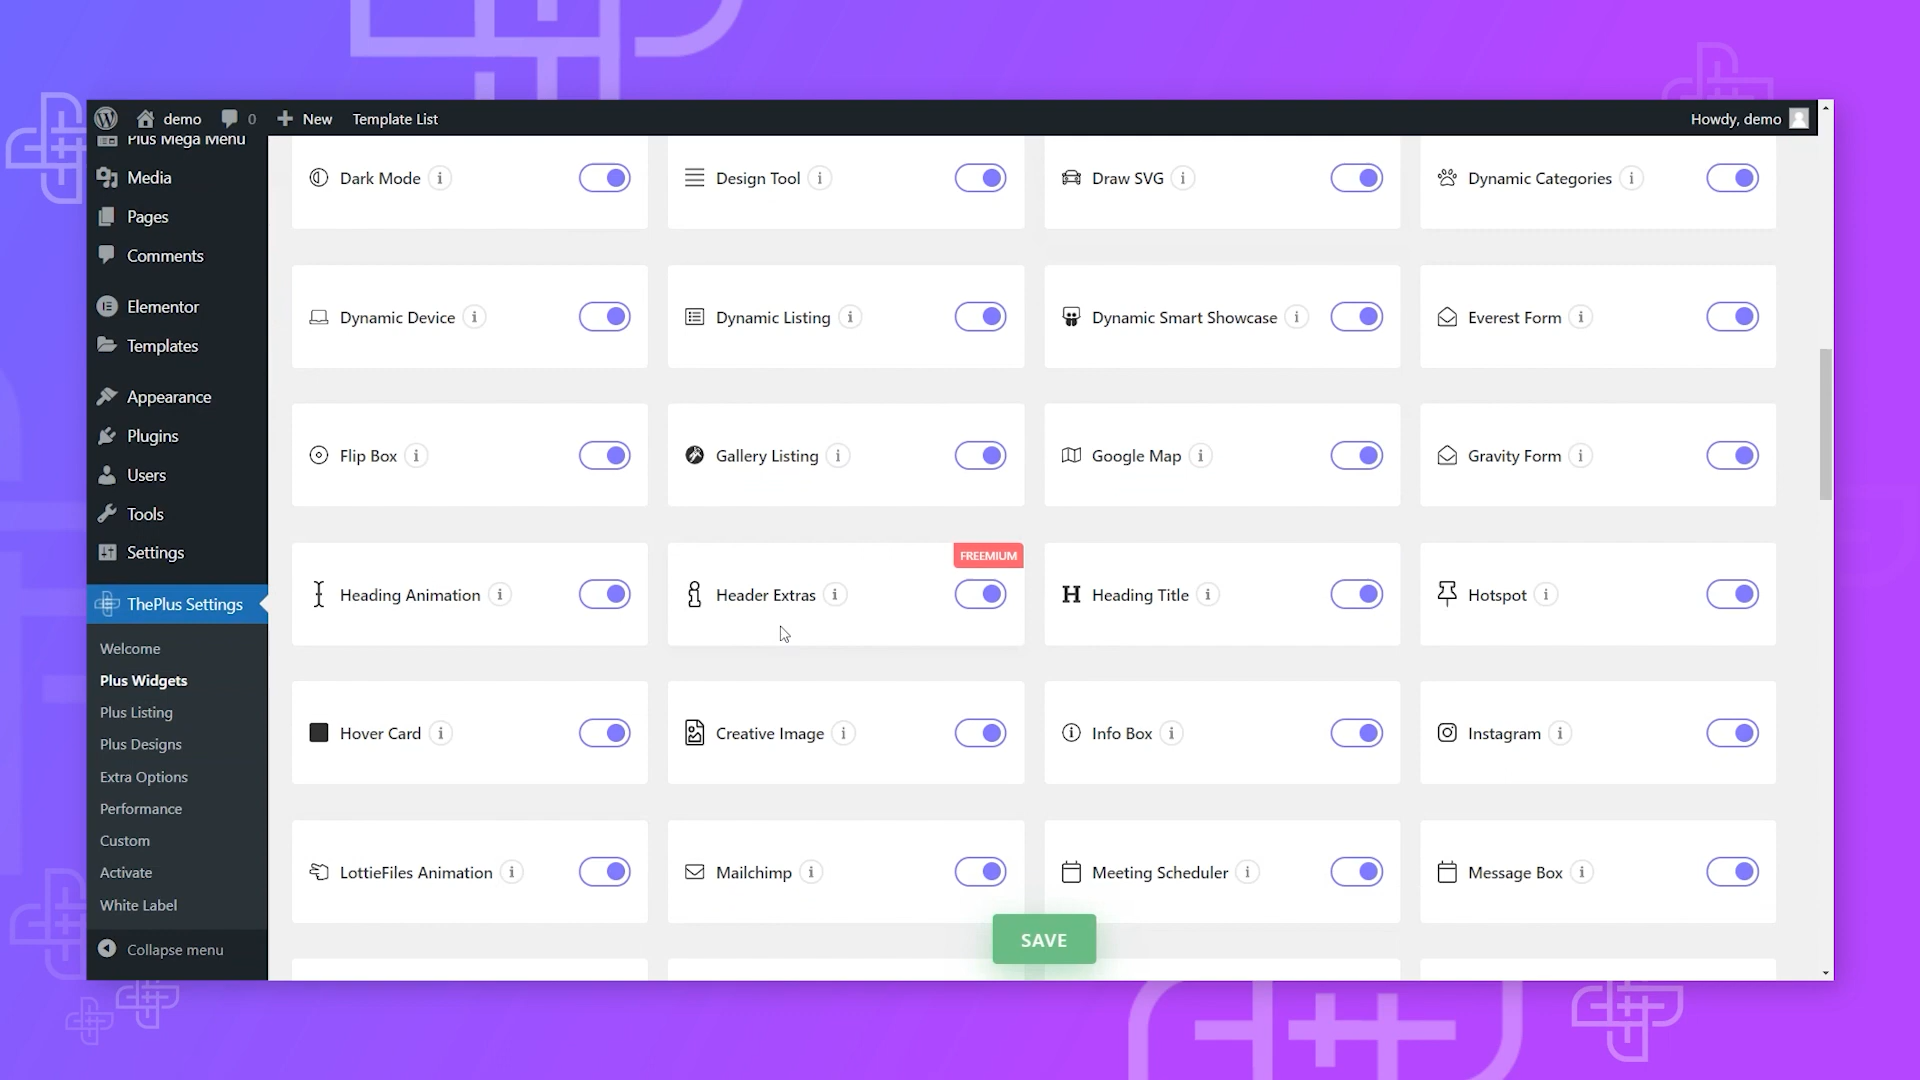 demo
0
New
Template List
Howdy, demo
Plus Mega Menu
Media
Pages
Comments
Elementor
Templates
Appearance
Plugins
Users
Tools
Settings
ThePlus Settings
Welcome
Plus Widgets
Plus Listing
Plus Designs
Extra Options
Performance
Custom
Activate
White Label
Collapse menu
Dark Mode
Design Tool
Draw SVG
Dynamic Categories
Dynamic Device
Dynamic Listing
Dynamic Smart Showcase
Everest Form
Flip Box
Gallery Listing
Google Map
Gravity Form
Heading Animation
FREEMIUM
Header Extras
Heading Title
Hotspot
Hover Card
Creative Image
Info Box
Instagram
LottieFiles Animation
Mailchimp
Meeting Scheduler
Message Box
SAVE